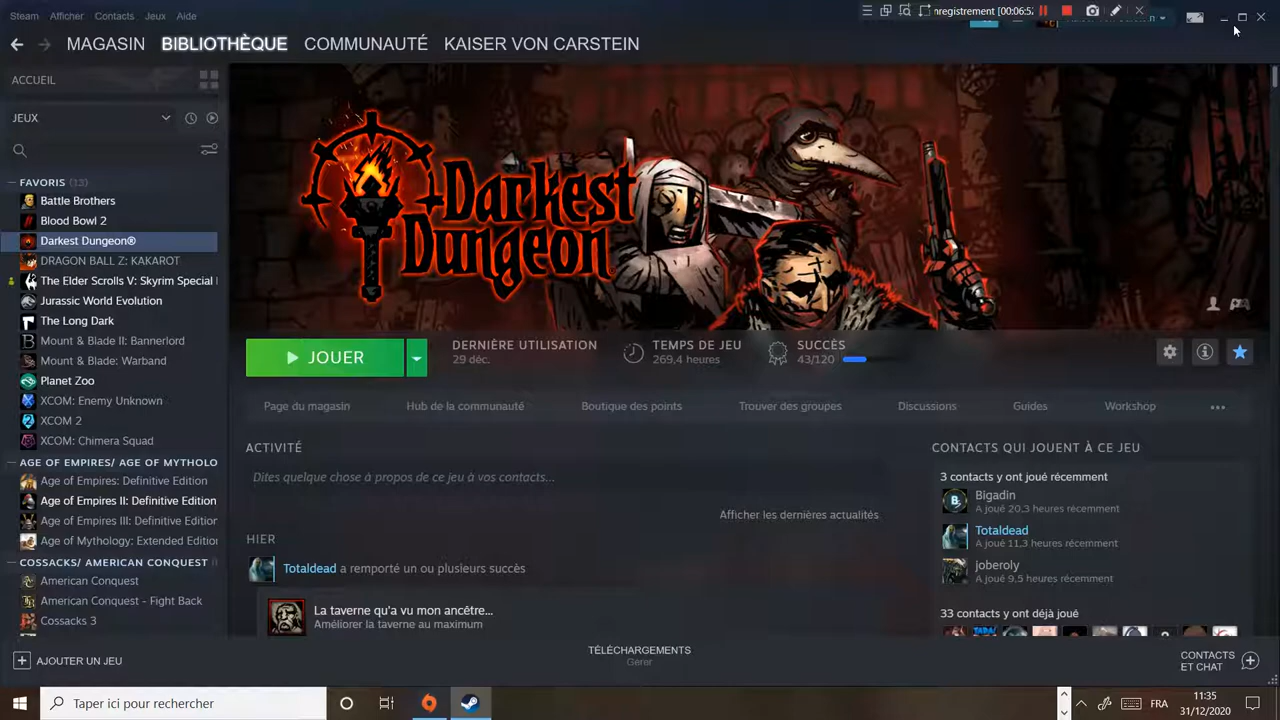 Steam Afficher Contacts Jeux Aide
nregistrement [00:06:52
MAGASIN BIBLIOTHÈQUE COMMUNAUTÉ KAISER VON CARSTEIN
ACCUEIL
JEUX
FAVORIS (13)
Battle Brothers
Blood Bowl 2
Darkest Dungeon®
DRAGON BALL Z: KAKAROT
The Elder Scrolls V: Skyrim Special
Jurassic World Evolution
The Long Dark
Mount & Blade II: Bannerlord
Mount & Blade: Warband
Planet Zoo
XCOM: Enemy Unknown
XCOM 2
XCOM: Chimera Squad
AGE OF EMPIRES/ AGE OF MYTHOLO
Age of Empires: Definitive Edition
Age of Empires II: Definitive Edition
Age of Empires III: Definitive Edition
Age of Mythology: Extended Edition
COSSACKS/ AMERICAN CONQUEST
American Conquest
American Conquest - Fight Back
Cossacks 3
Darkest
Dungeon
JOUER
DERNIÈRE UTILISATION
29 déc.
TEMPS DE JEU
269,4 heures
SUCCÈS
43/120
Page du magasin Hub de la communauté Boutique des points Trouver des groupes Discussions Guides Workshop ...
ACTIVITÉ
Dites quelque chose à propos de ce jeu à vos contacts...
Afficher les dernières actualités
HIER
Totaldead a remporté un ou plusieurs succès
La taverne qu'a vu mon ancêtre...
Améliorer la taverne au maximum
CONTACTS QUI JOUENT À CE JEU
3 contacts y ont joué récemment
B.
Bigadin
A joué 20,3 heures récemment
Totaldead
A joué 11,3 heures récemment
joberoly
A joué 9,5 heures récemment
33 contacts y ont déjà joué
AJOUTER UN JEU
TÉLÉCHARGEMENTS
Gérer
CONTACTS
ET CHAT
Taper ici pour rechercher
FRA
11:35
31/12/2020